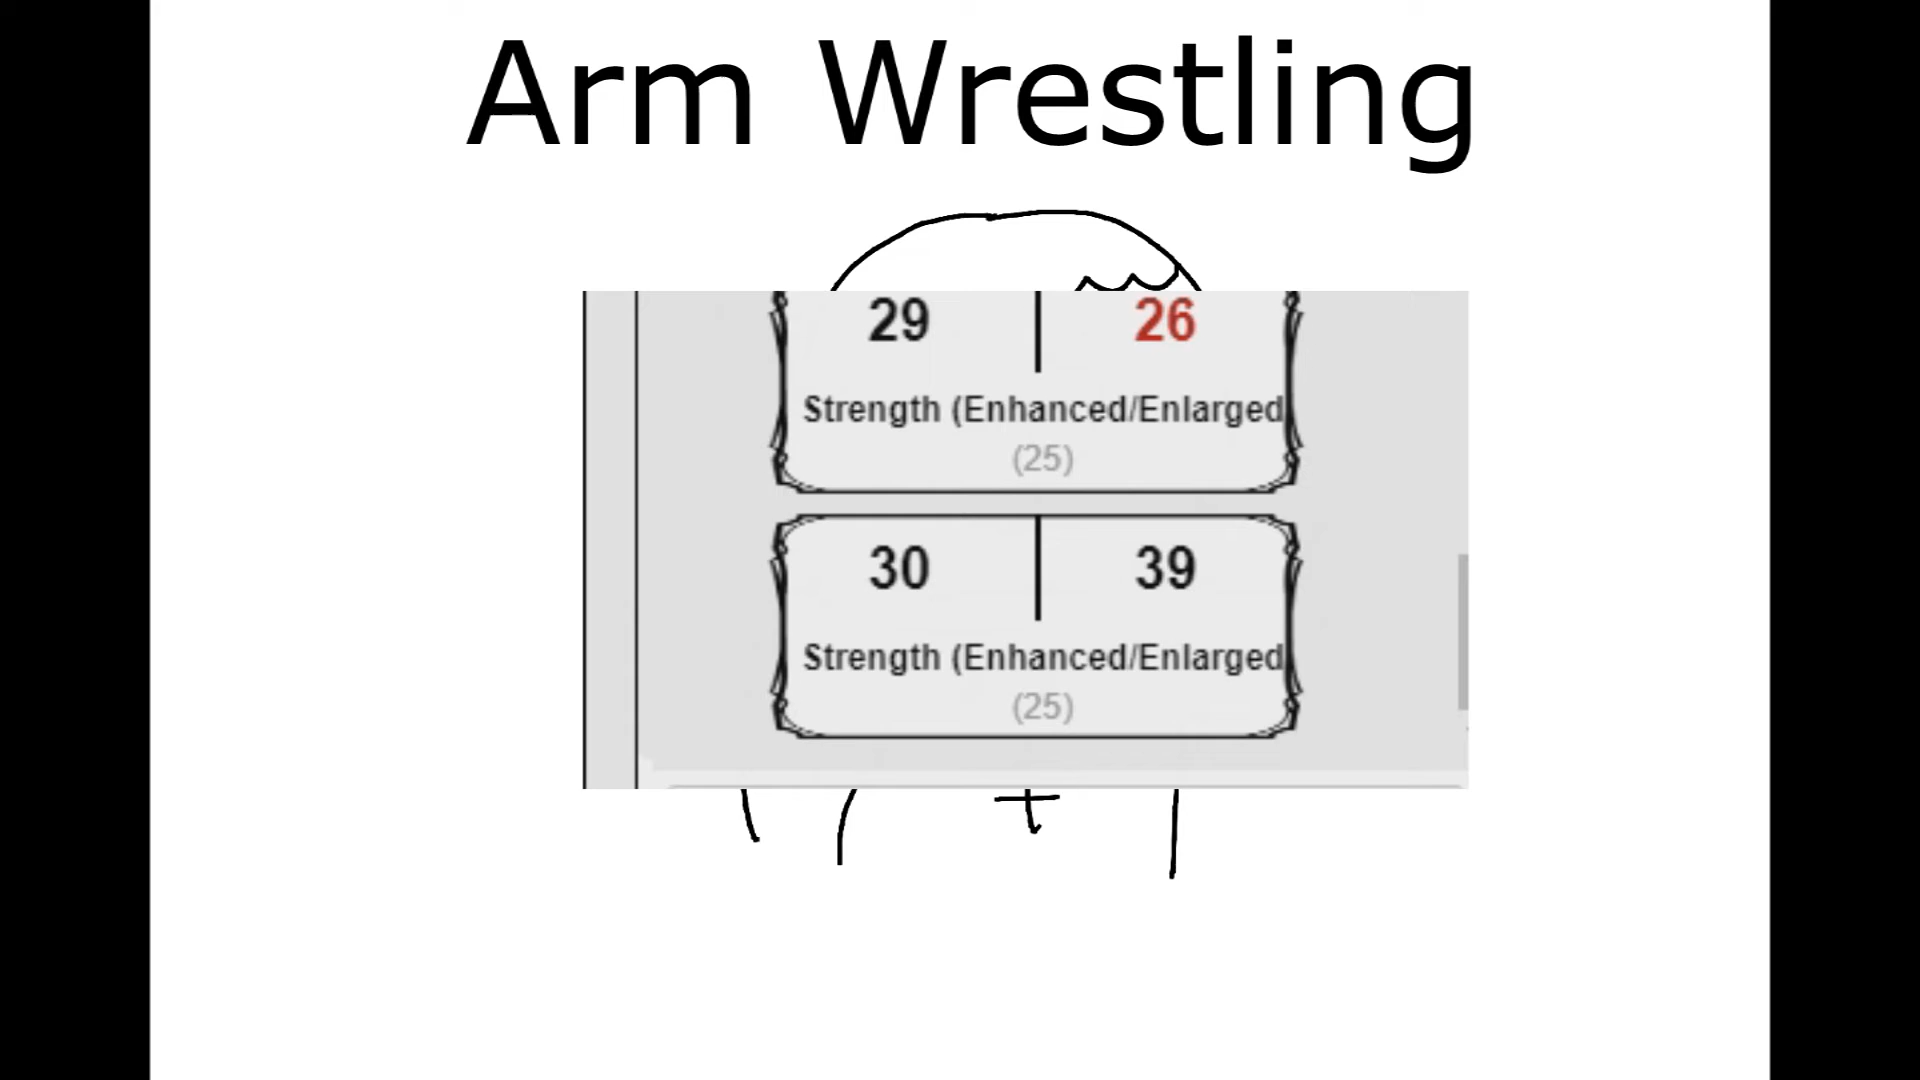 Arm Wrestling
29 26
Strength (Enhanced/Enlarged
(25)
30 39
Strength (Enhanced/Enlarged
(25)